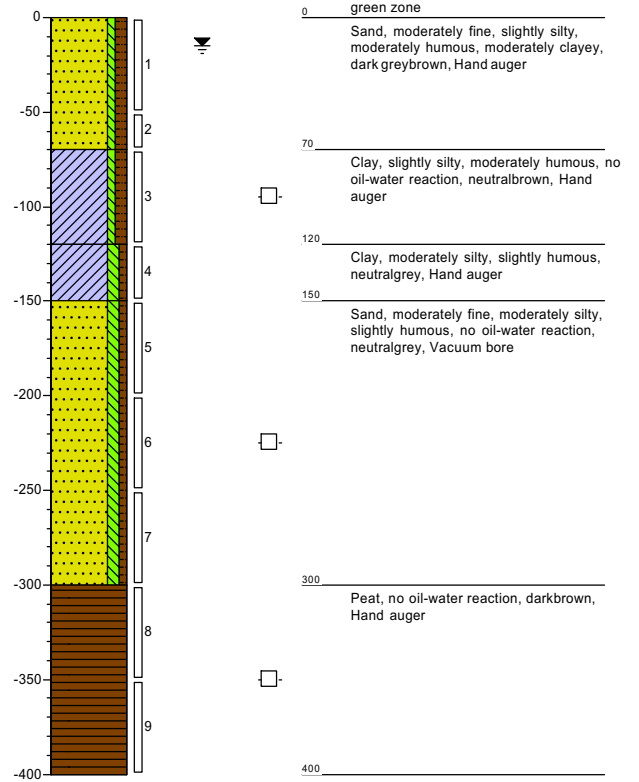 green zone
0
0
Sand, moderately fine, slightly silty,
moderately humous, moderately clayey,
dark greybrown, Hand auger
1
-50
2
70
Clay, slightly silty, moderately humous, no
oil-water reaction, neutralbrown, Hand
auger
3
-100
120
Clay, moderately silty, slightly humous,
neutralgrey, Hand auger
4
-150
150
Sand, moderately fine, moderately silty,
slightly humous, no oil-water reaction,
neutralgrey, Vacuum bore
5
-200
6
-250
7
-300
300
Peat, no oil-water reaction, darkbrown,
Hand auger
8
-350
9
-400
400